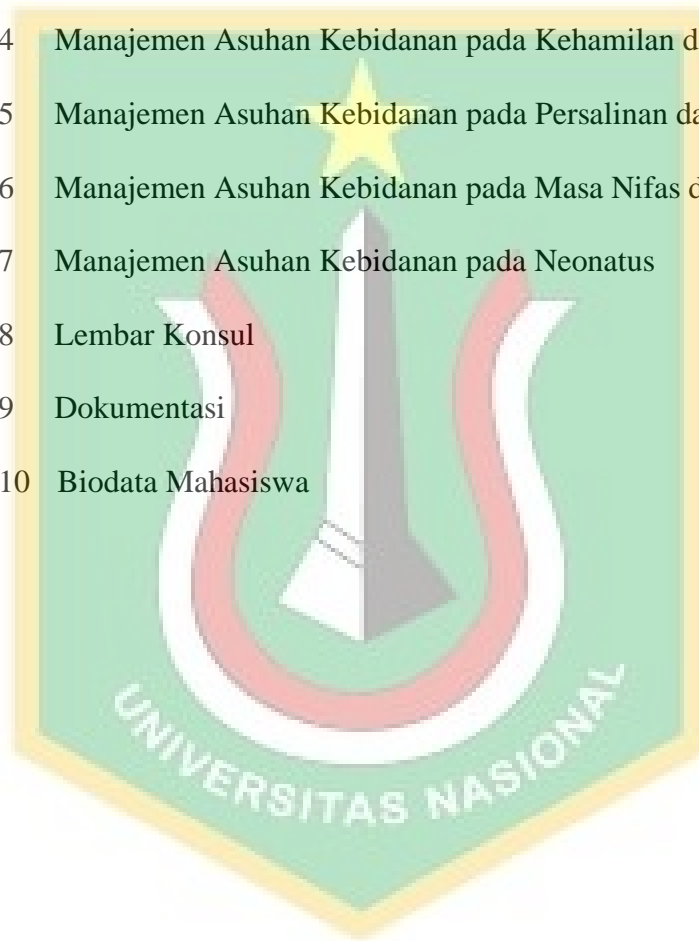 4 Manajemen Asuhan Kebidanan pada Kehamilan d
5 Manajemen Asuhan Kebidanan pada Persalinan da
6 Manajemen Asuhan Kebidanan pada Masa Nifas d
7 Manajemen Asuhan Kebidanan pada Neonatus
8 Lembar Konsul
9 Dokumentasi
10 Biodata Mahasiswa
UNIVERSITAS NASIONAL